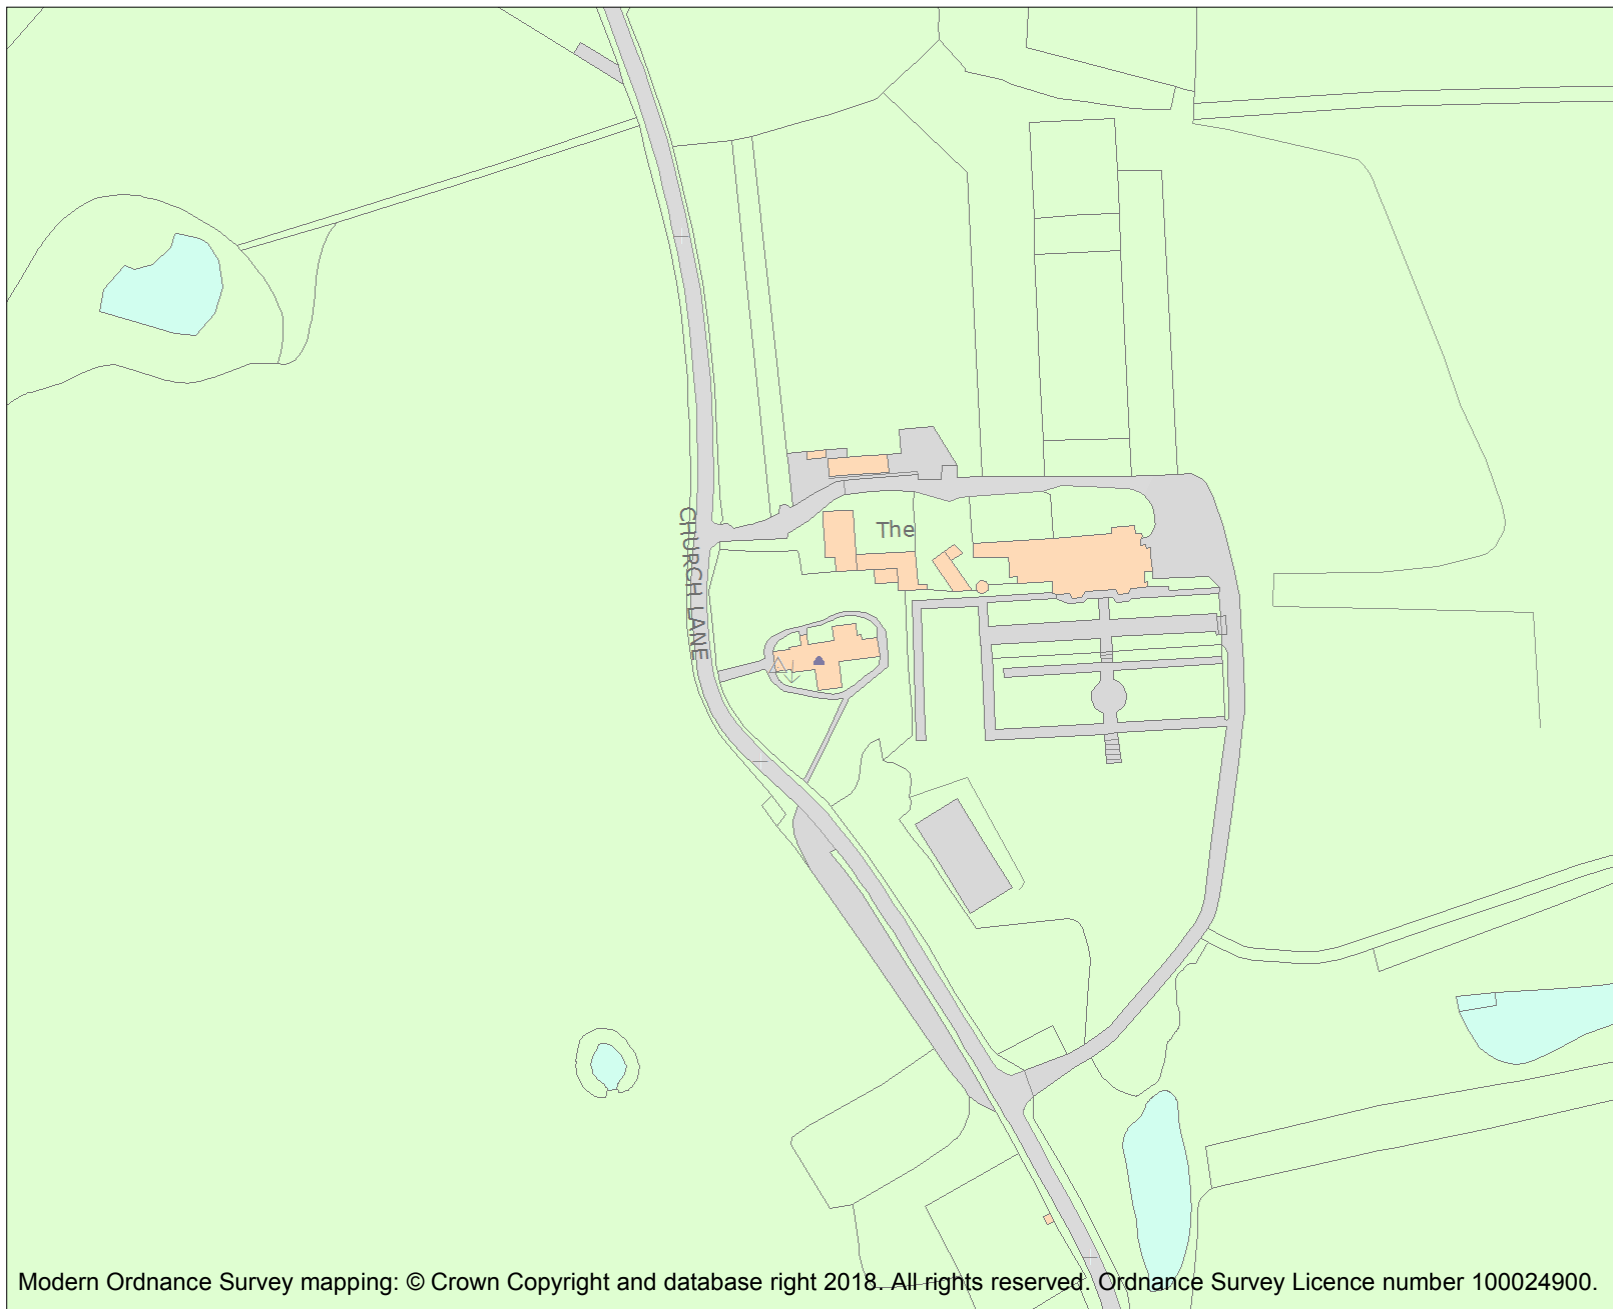 The
CHURCH LANE
Modern Ordnance Survey mapping: © Crown Copyright and database right 2018. All rights reserved. Ordnance Survey Licence number 100024900.